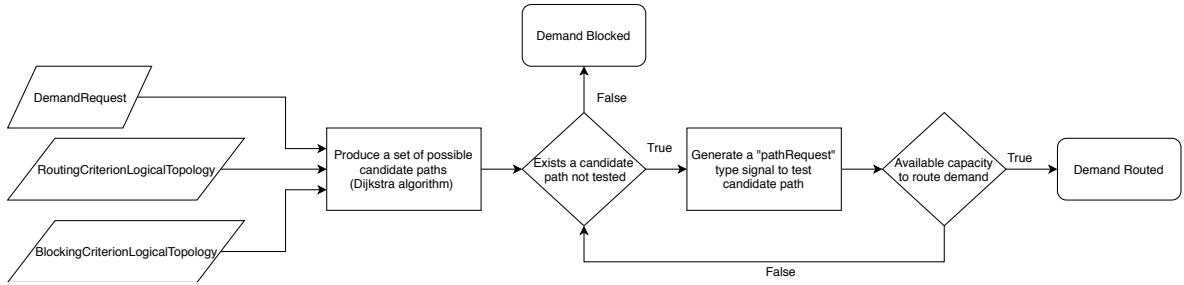 Demand Blocked
DemandRequest
False
RoutingCriterionLogicalTopology
Produce a set of possible
candidate paths
(Dijkstra algorithm)
Exists a candidate
path not tested
True
Generate a "pathRequest"
type signal to test
candidate path
Available capacity
to route demand
True
Demand Routed
BlockingCriterionLogicalTopology
False